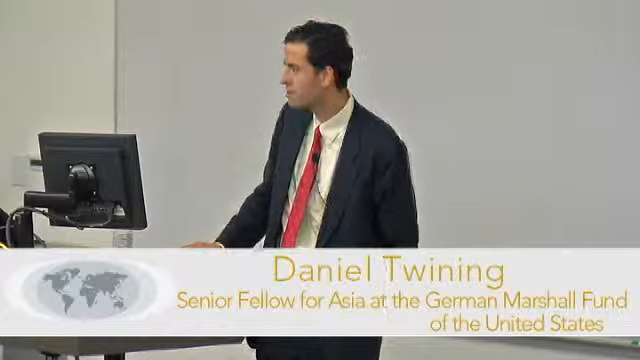 Daniel Twining
Senior Fellow for Asia at the German Marshall Fund
of the United States